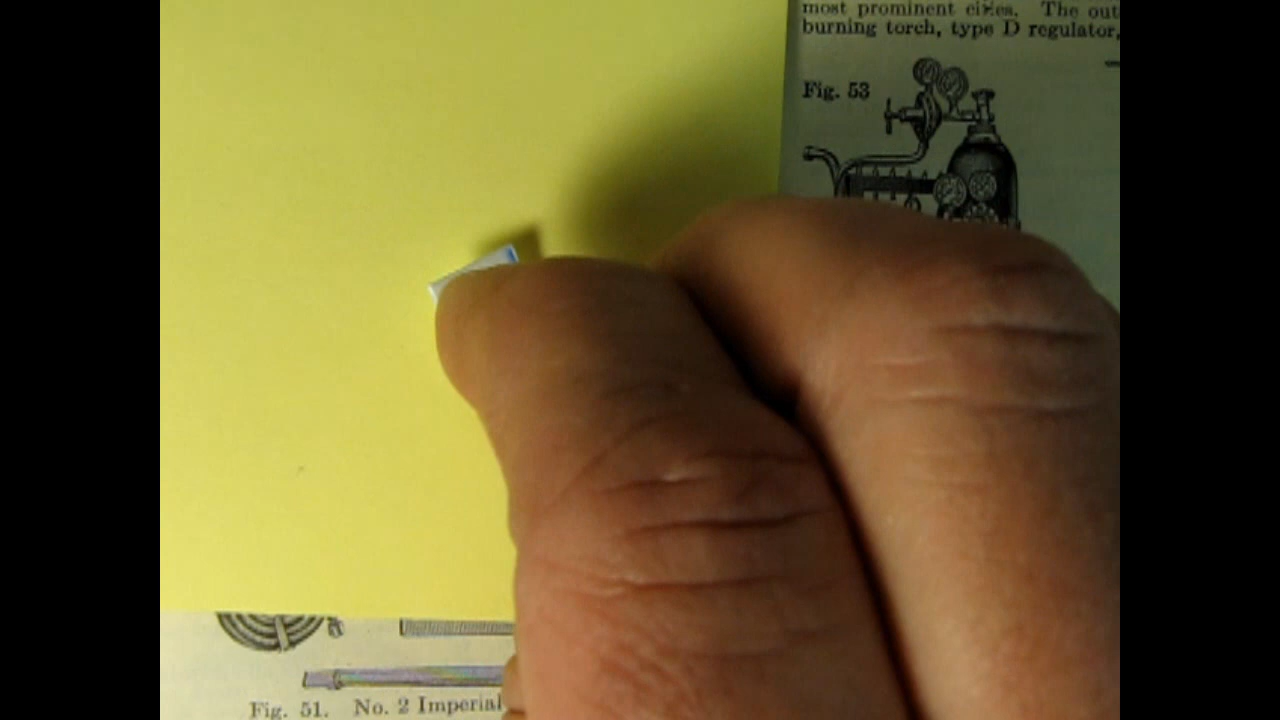 most prominent cities. The out
burning torch, type D regulator,
Fig. 53
Fig. 51. No. 2 Imperial